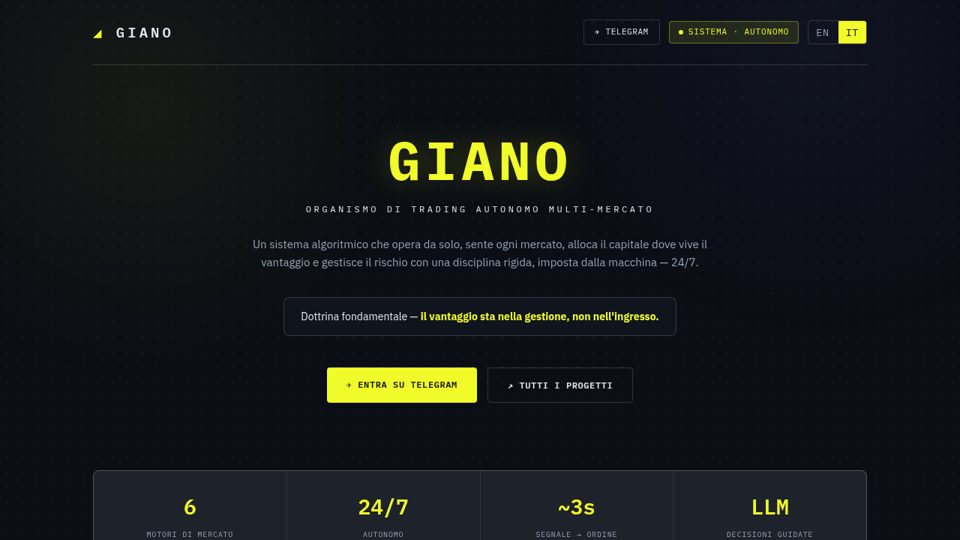 GIANO
✈ TELEGRAM
● SISTEMA · AUTONOMO
EN IT
GIANO
ORGANISMO DI TRADING AUTONOMO MULTI-MERCATO
Un sistema algoritmico che opera da solo, sente ogni mercato, alloca il capitale dove vive il
vantaggio e gestisce il rischio con una disciplina rigida, imposta dalla macchina — 24/7.
Dottrina fondamentale — il vantaggio sta nella gestione, non nell'ingresso.
✈ ENTRA SU TELEGRAM
↗ TUTTI I PROGETTI
6
MOTORI DI MERCATO
24/7
AUTONOMO
~3s
SEGNALE → ORDINE
LLM
DECISIONI GUIDATE